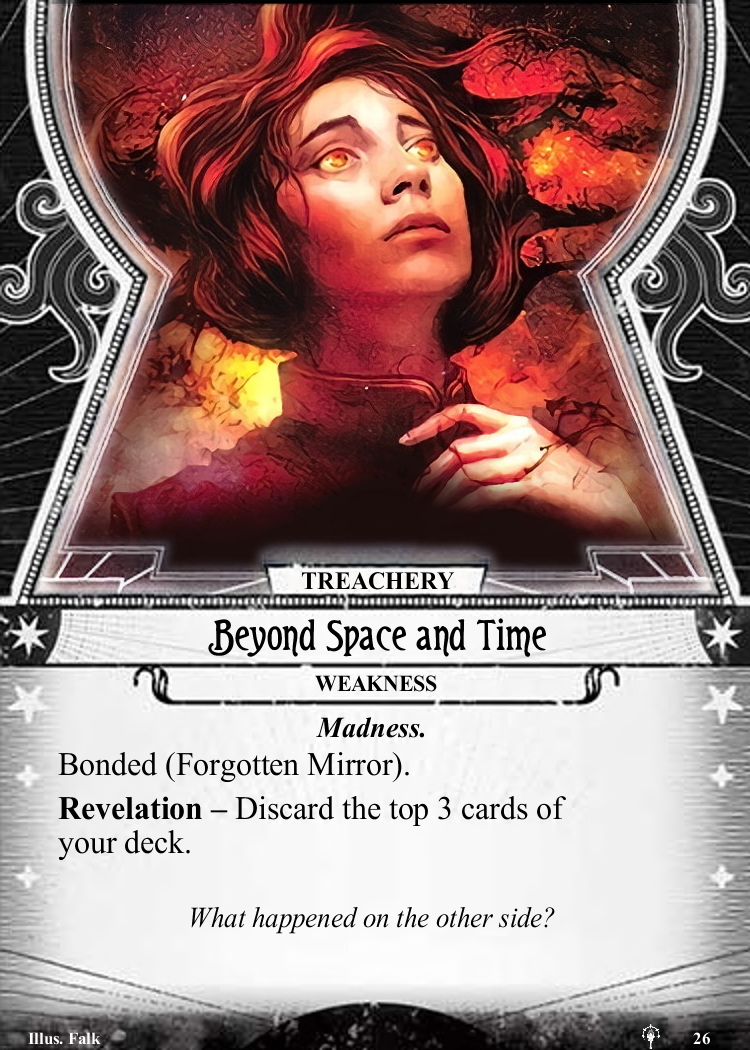 TREACHERY
Beyond Space and Time
WEAKNESS
Madness.
Bonded (Forgotten Mirror).
Revelation – Discard the top 3 cards of
your deck.
What happened on the other side?
Illus. Falk
26